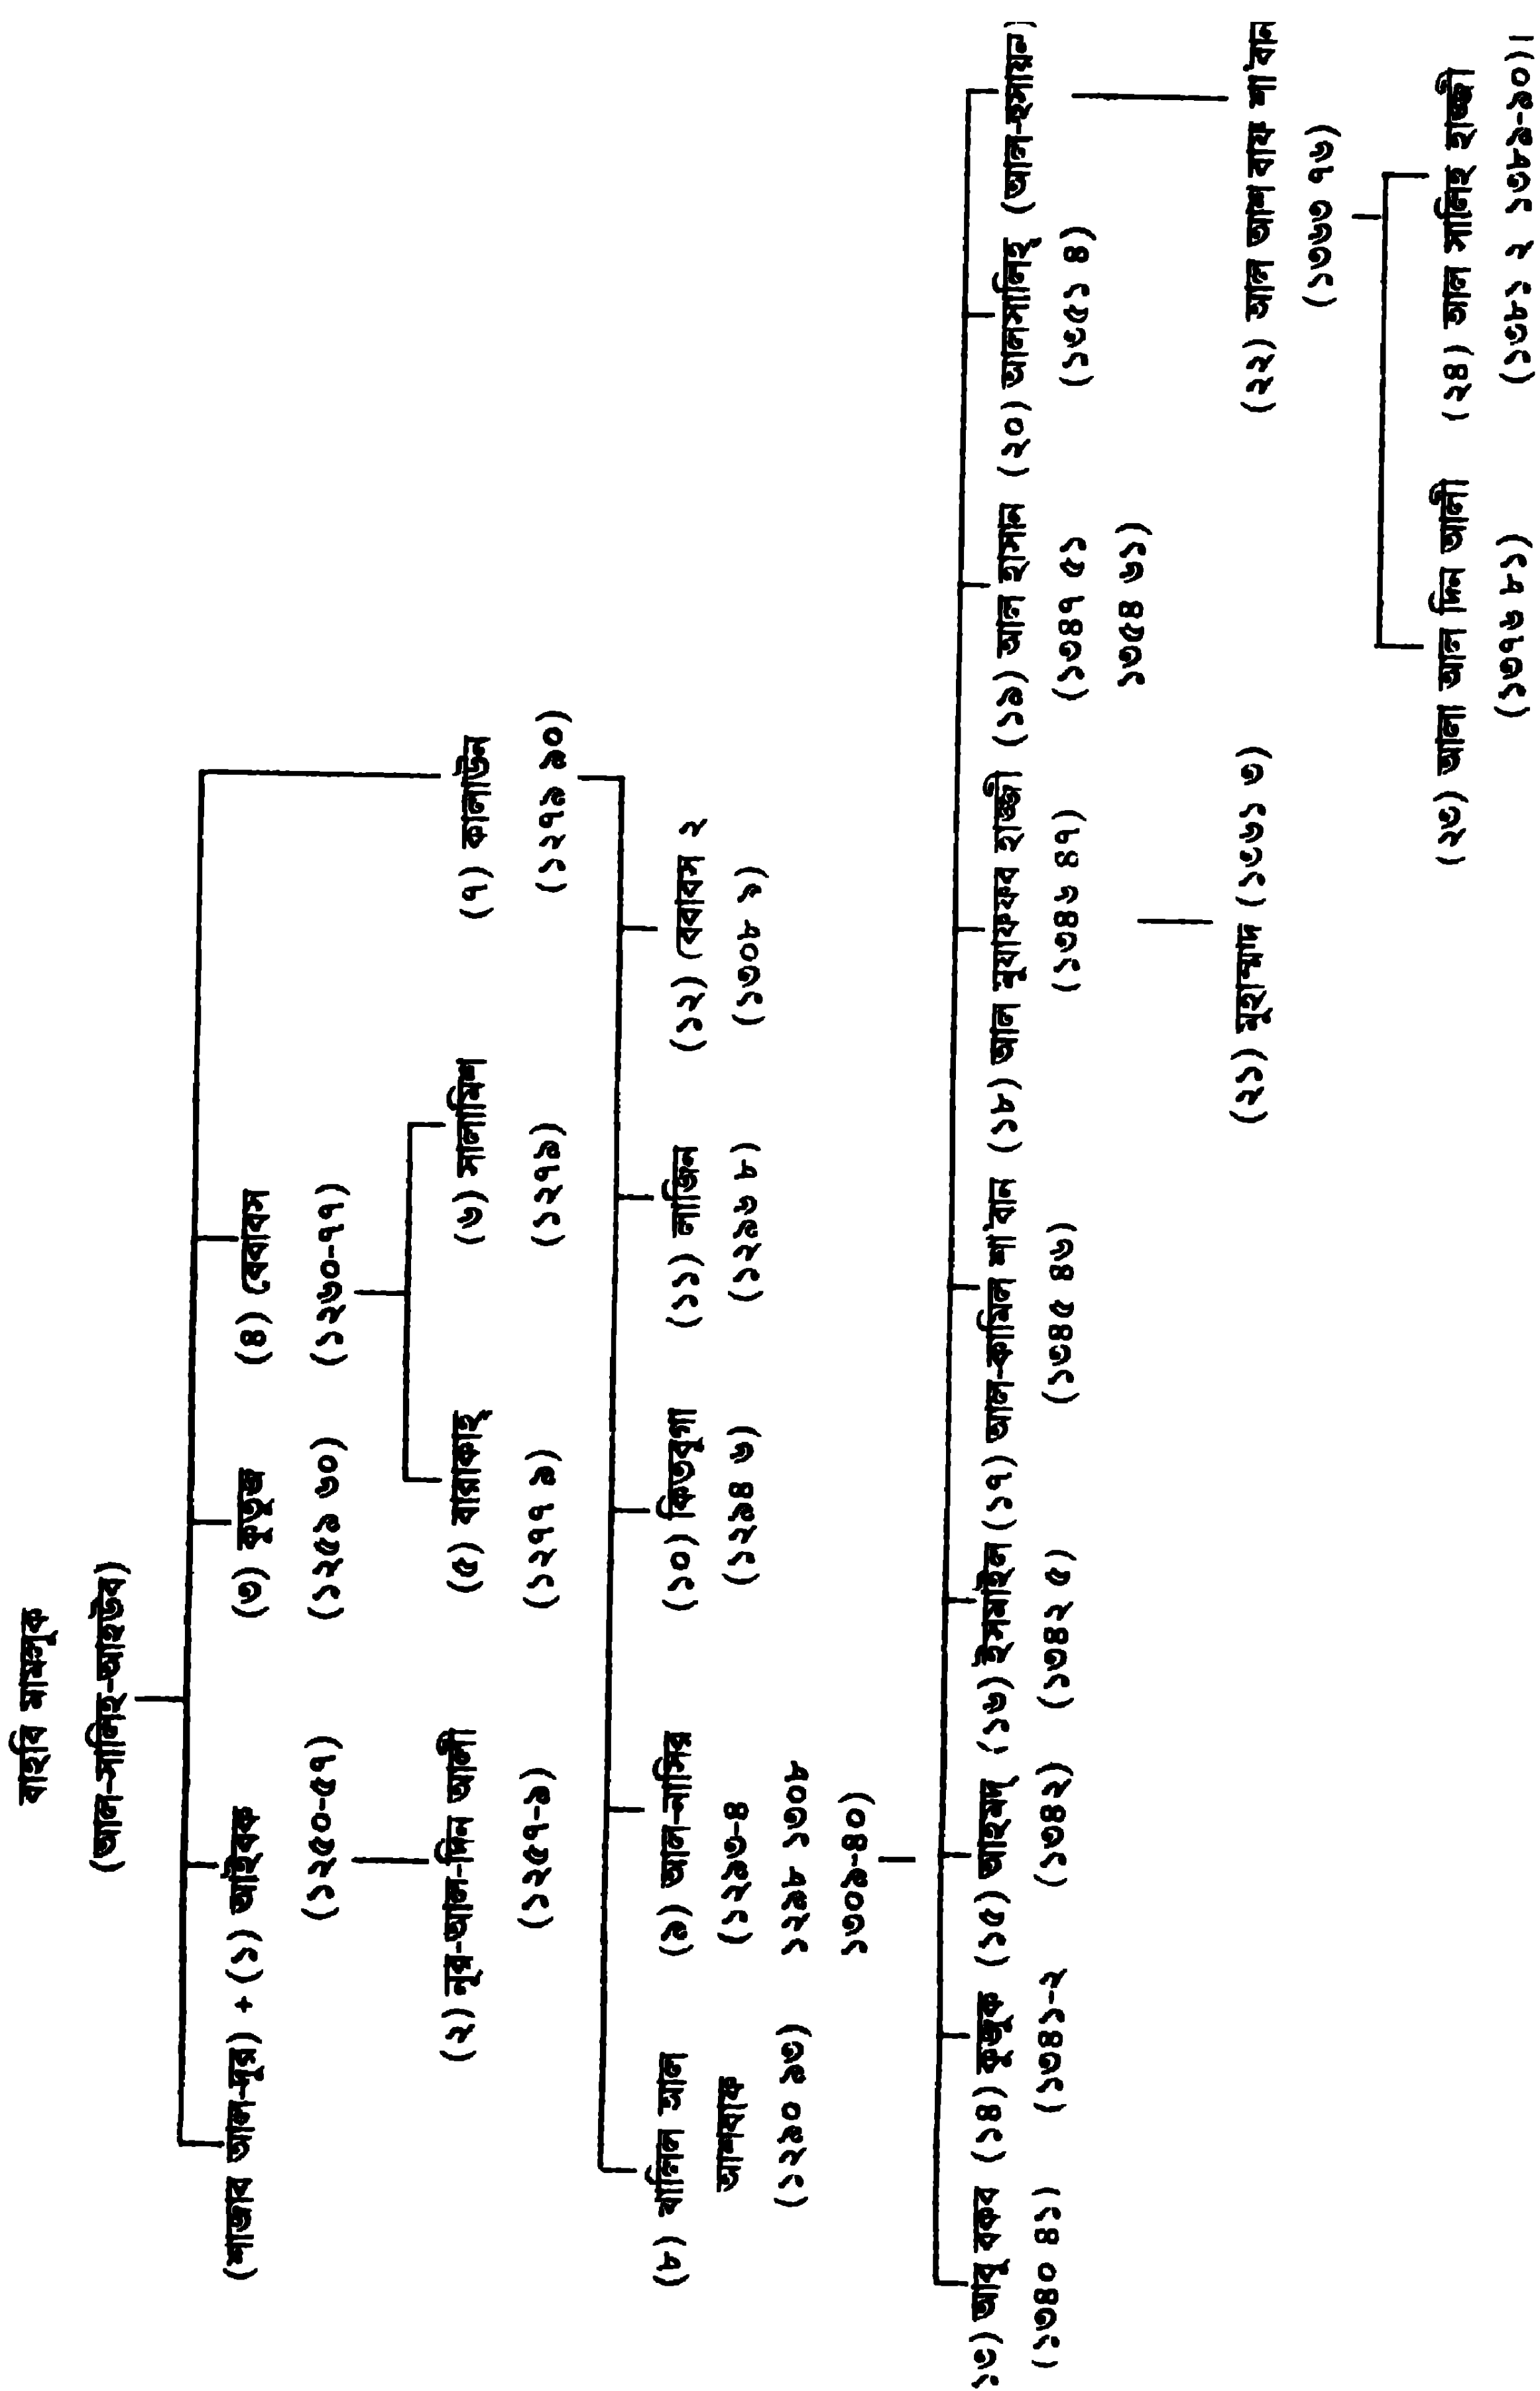 বাহরি মামলুক
(আল-সালিহ-আইউব)
(শাজার আল-দূর) + (১) আইবক (৩) কুতুজ (৪) বেবারস
(১২৫০-৫৭) (১২৫৯ ৬০) (১২৬০-৭৭)
(২) নূর-আল-দিন আলী (৫) বারাকাহ্ (৬) সালামিশ (৭) কালাউন
(১২৫৭-৯) (১২৭৭ ৯) (১২৭৯) (১২৭৯ ৯০)
(৮) খালিল আল (৯) আল-নাসির (১০) কিতবুগা (১১) লাজিন (১২) বেবারস ২
আশরাফ (১২৯৩-৪ (১২৯৪ ৬) (১২৯৬ ৮) (১৩০৮ ৯)
(১২৯০ ৯৩) ১২৯৮ ১৩০৮
১৩০৯-৪০)
১৩) আবু বকর (১৪) কুজুক (১৫) আহমদ্ (১৬) ইসমাইল (১৭) আল-কামিল শা'বান (১৮) আল মুযাফফর হাজ্জী (১৯) আল হাসান (২০) আলসালিহ্ (আল-হুসায়ন)
(১৩৪০ ৪১) (১৩৪১-২ (১৩৪২) (১৩৪২ ৫) (১৩৪৫ ৪৬) (১৩৪৬ ৪৭) (১৩৪৭ ৫১ (১৩৫১ ৪)
১৩৫৪ ৬১)
(২১) মুহাম্মাদ (১৩৬১ ৩) (২২) আল আশ রাফ শা'বান
(১৩৬৩ ৭৬)
(২৩) আলা আল দিন আলী (২৪) আল সালিহ হাজ্জী
(১৩৭৬ ৮১) (১৩৮১ ২ ১৩৮৯-৯০)।